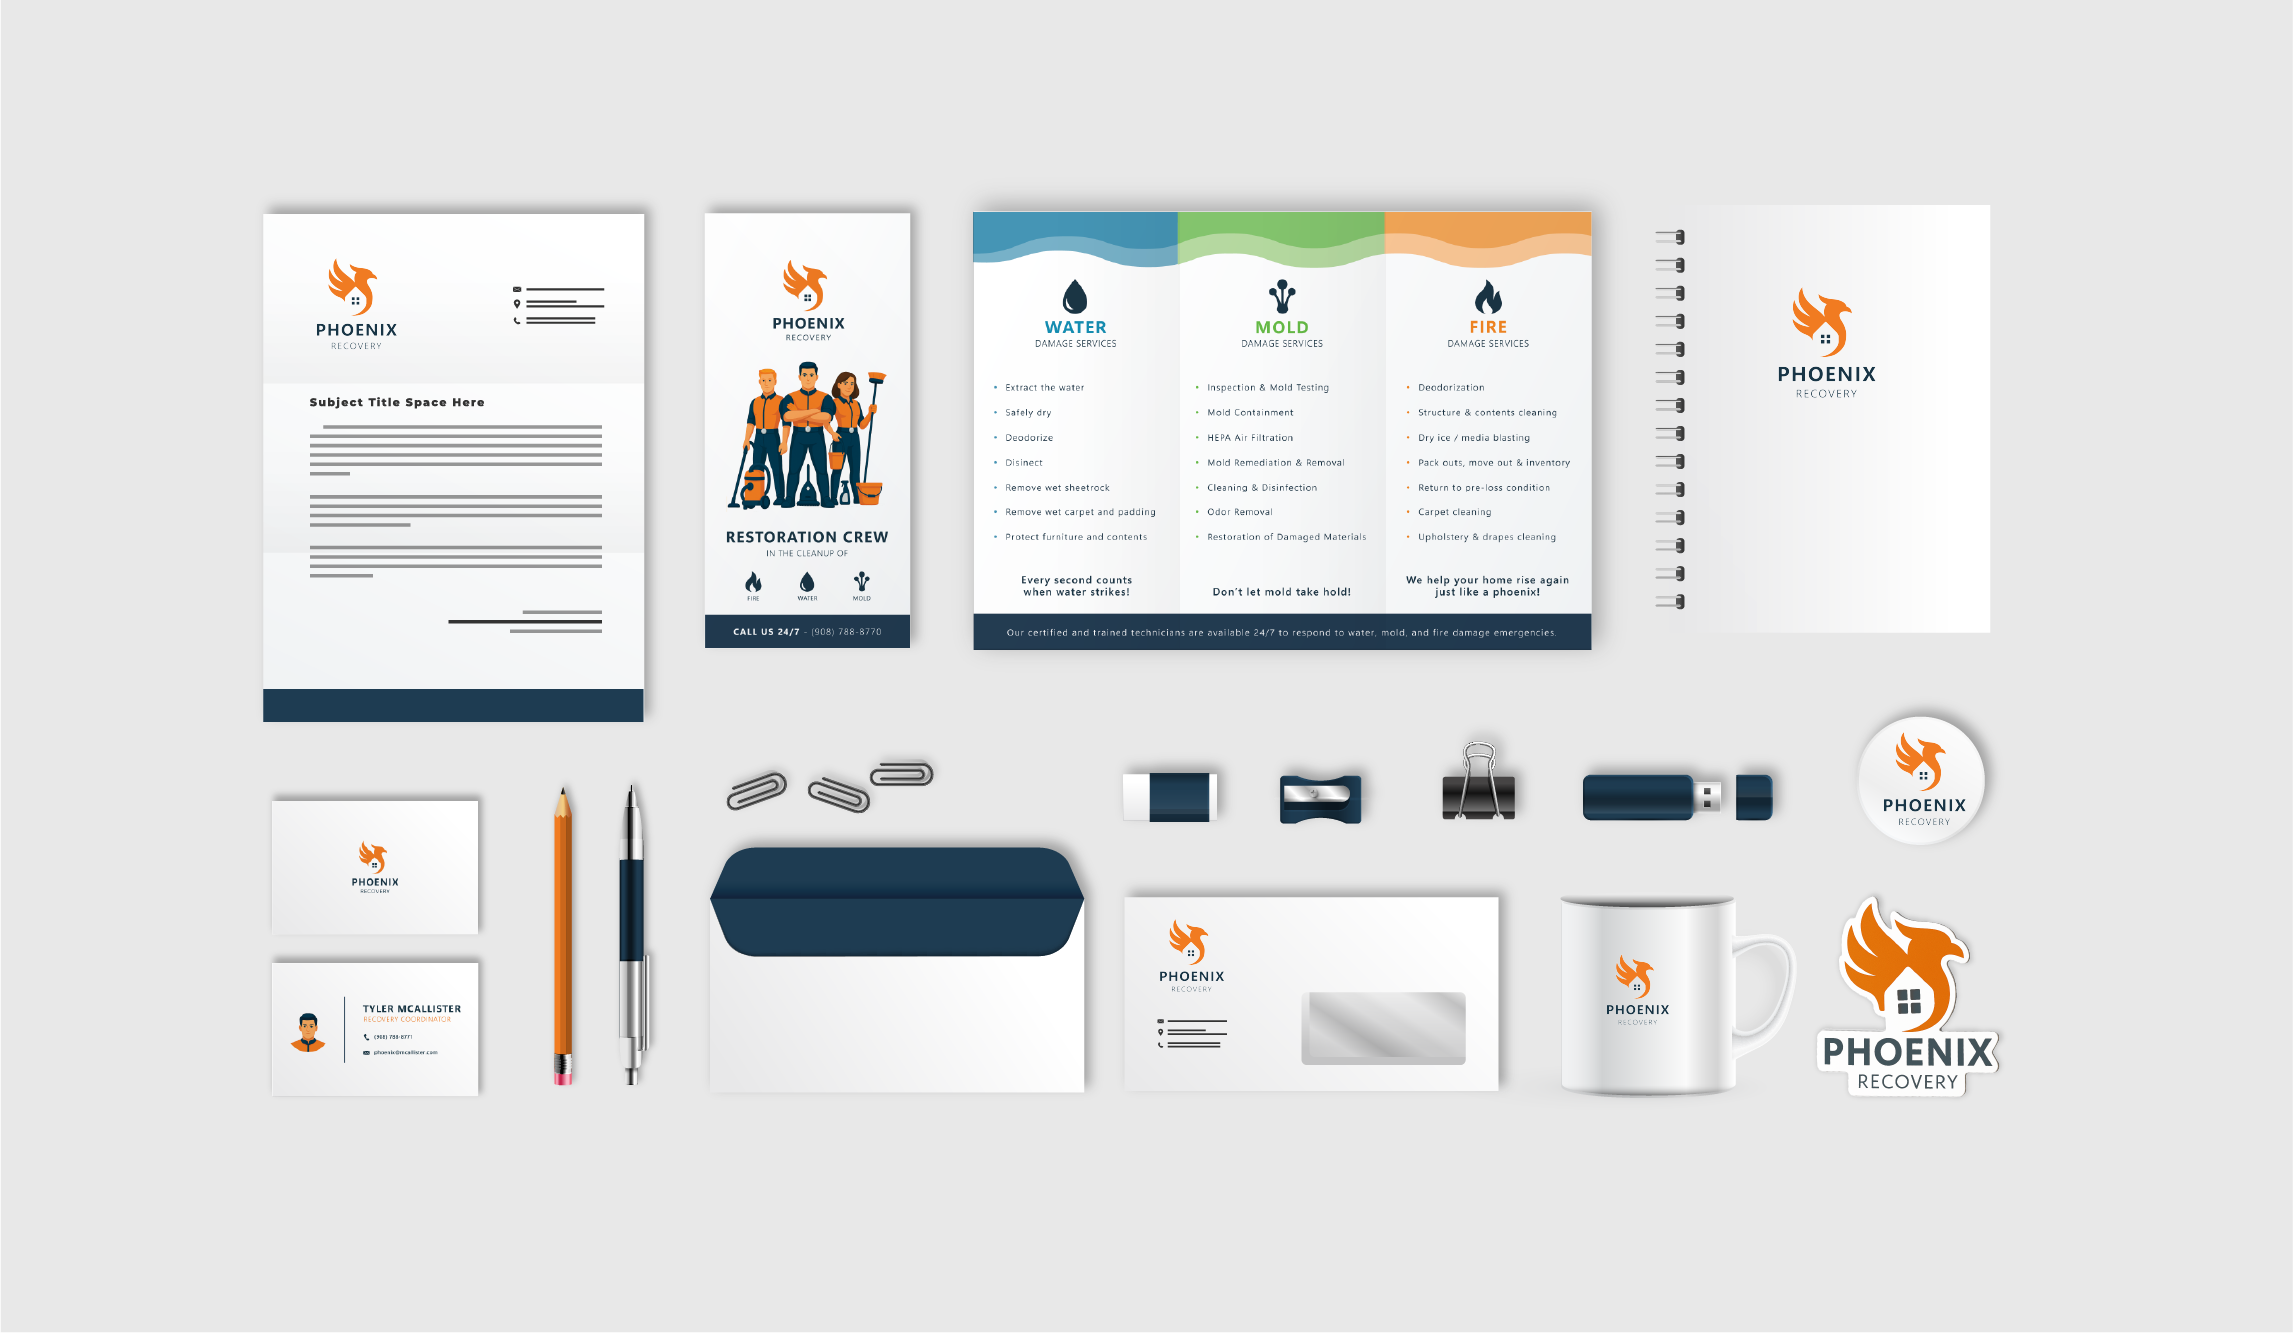 PHOENIX
RECOVERY
Subject Title Space Here
PHOENIX
RECOVERY
RESTORATION CREW
IN THE CLEANUP OF
FIRE WATER MOLD
CALL US 24/7 - (908) 788-8770
WATER
DAMAGE SERVICES
• Extract the water
• Safely dry
• Deodorize
• Disinect
• Remove wet sheetrock
• Remove wet carpet and padding
• Protect furniture and contents
Every second counts
when water strikes!
MOLD
DAMAGE SERVICES
• Inspection & Mold Testing
• Mold Containment
• HEPA Air Filtration
• Mold Remediation & Removal
• Cleaning & Disinfection
• Odor Removal
• Restoration of Damaged Materials
Don't let mold take hold!
FIRE
DAMAGE SERVICES
• Deodorization
• Structure & contents cleaning
• Dry ice / media blasting
• Pack outs, move out & inventory
• Return to pre-loss condition
• Carpet cleaning
• Upholstery & drapes cleaning
We help your home rise again
just like a phoenix!
Our certified and trained technicians are available 24/7 to respond to water, mold, and fire damage emergencies.
PHOENIX
RECOVERY
PHOENIX
RECOVERY
PHOENIX
RECOVERY
TYLER MCALLISTER
RECOVERY COORDINATOR
(908) 788-8771
phoenix@mcallister.com
PHOENIX
RECOVERY
PHOENIX
RECOVERY
PHOENIX
RECOVERY